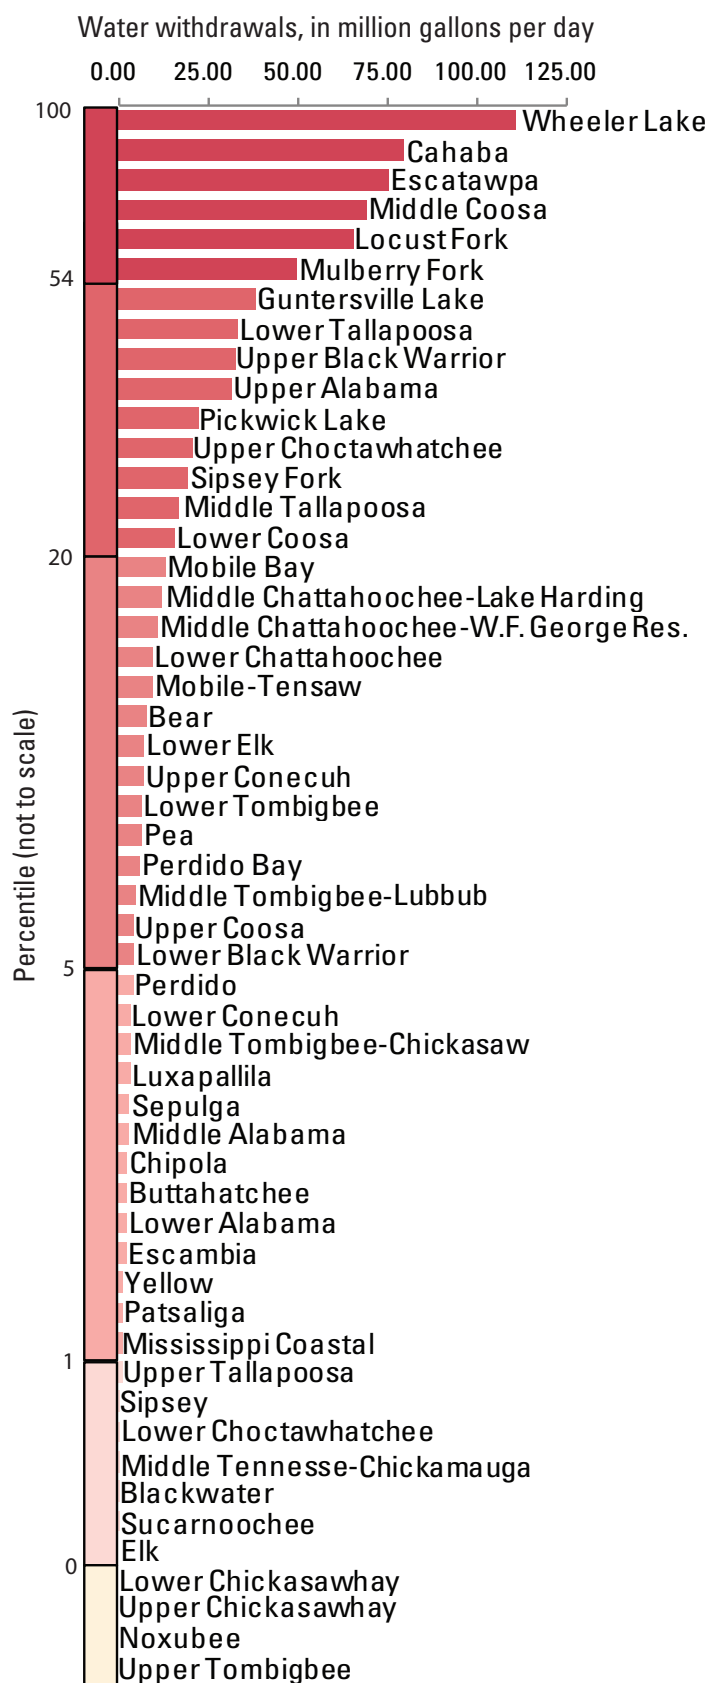 Water withdrawals, in million gallons per day
0.00 25.00 50.00 75.00 100.00 125.00
100
Wheeler Lake
Cahaba
Escatawpa
Middle Coosa
Locust Fork
Mulberry Fork
54
Guntersville Lake
Lower Tallapoosa
Upper Black Warrior
Upper Alabama
Pickwick Lake
Upper Choctawhatchee
Sipsey Fork
Middle Tallapoosa
Lower Coosa
20
Mobile Bay
Middle Chattahoochee-Lake Harding
Middle Chattahoochee-W.F. George Res.
Lower Chattahoochee
Mobile-Tensaw
Bear
Lower Elk
Upper Conecuh
Lower Tombigbee
Pea
Perdido Bay
Middle Tombigbee-Lubbub
Upper Coosa
Lower Black Warrior
5
Perdido
Lower Conecuh
Middle Tombigbee-Chickasaw
Luxapallila
Sepulga
Middle Alabama
Chipola
Buttahatchee
Lower Alabama
Escambia
Yellow
Patsaliga
Mississippi Coastal
1
Upper Tallapoosa
Sipsey
Lower Choctawhatchee
Middle Tennesse-Chickamauga
Blackwater
Sucarnoochee
Elk
0
Lower Chickasawhay
Upper Chickasawhay
Noxubee
Upper Tombigbee
Percentile (not to scale)